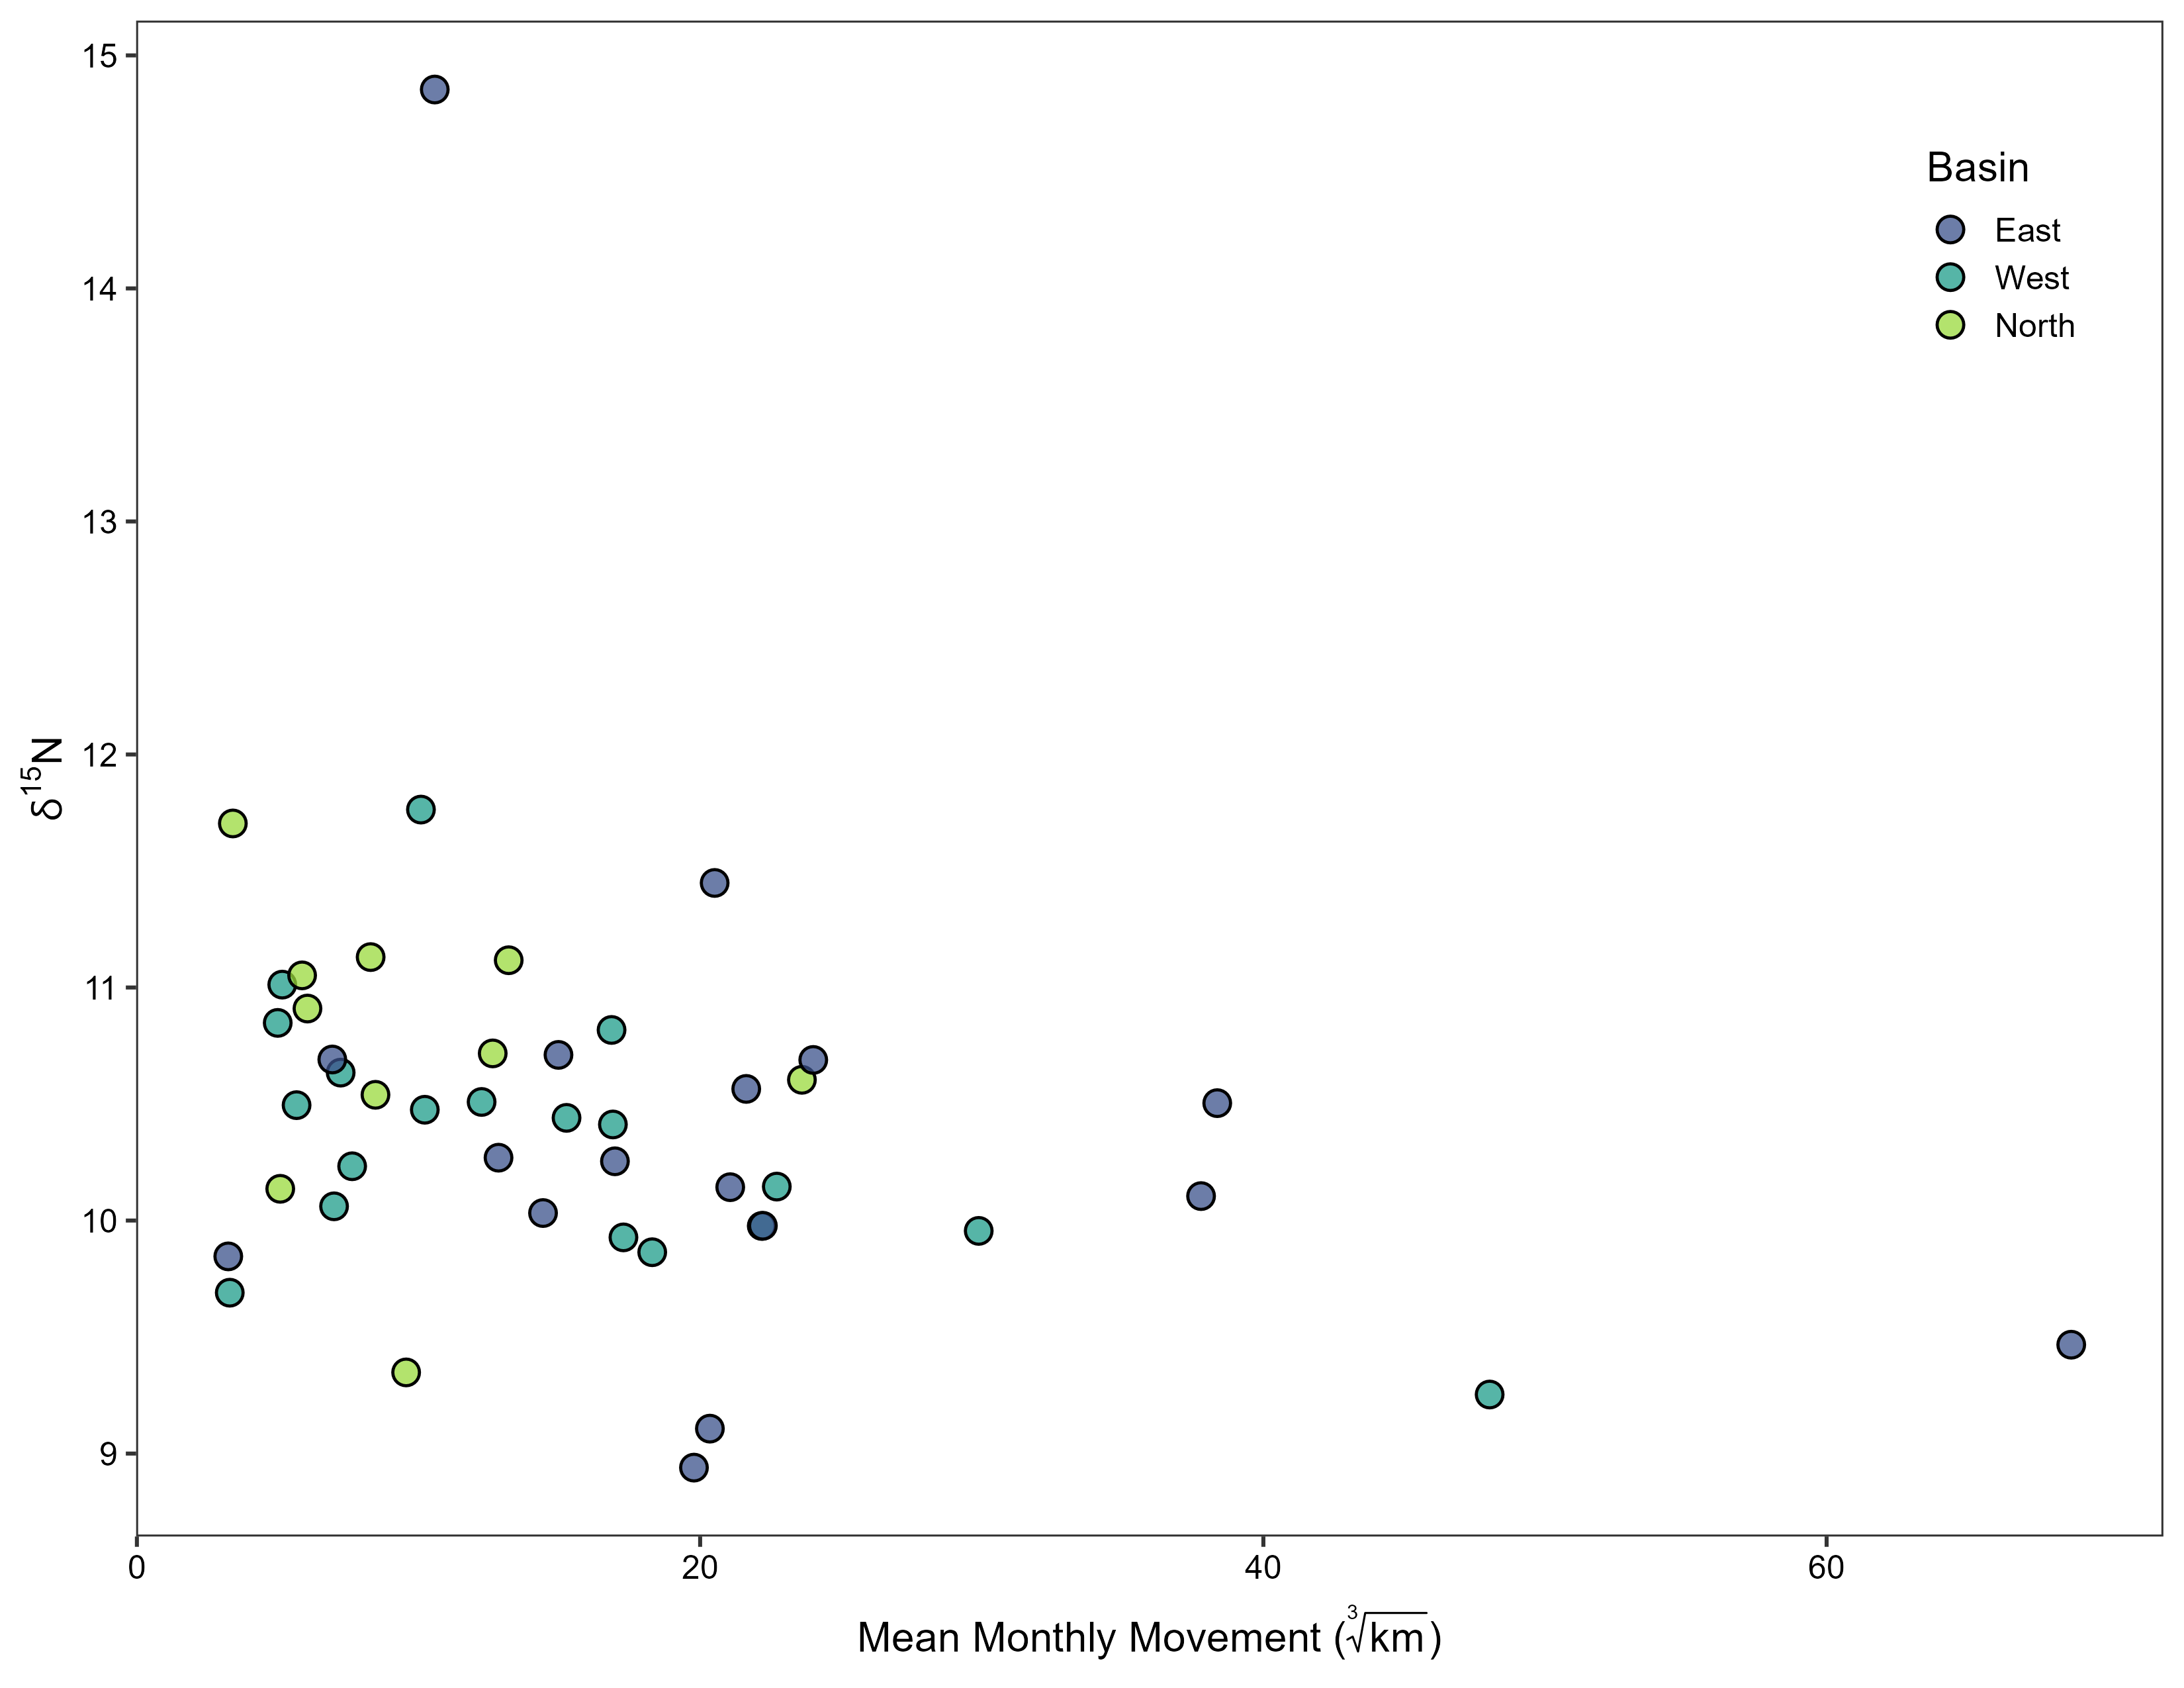 15
14
13
12
11
10
9
δ¹⁵N
Basin
East
West
North
0 20 40 60
Mean Monthly Movement (∛km)